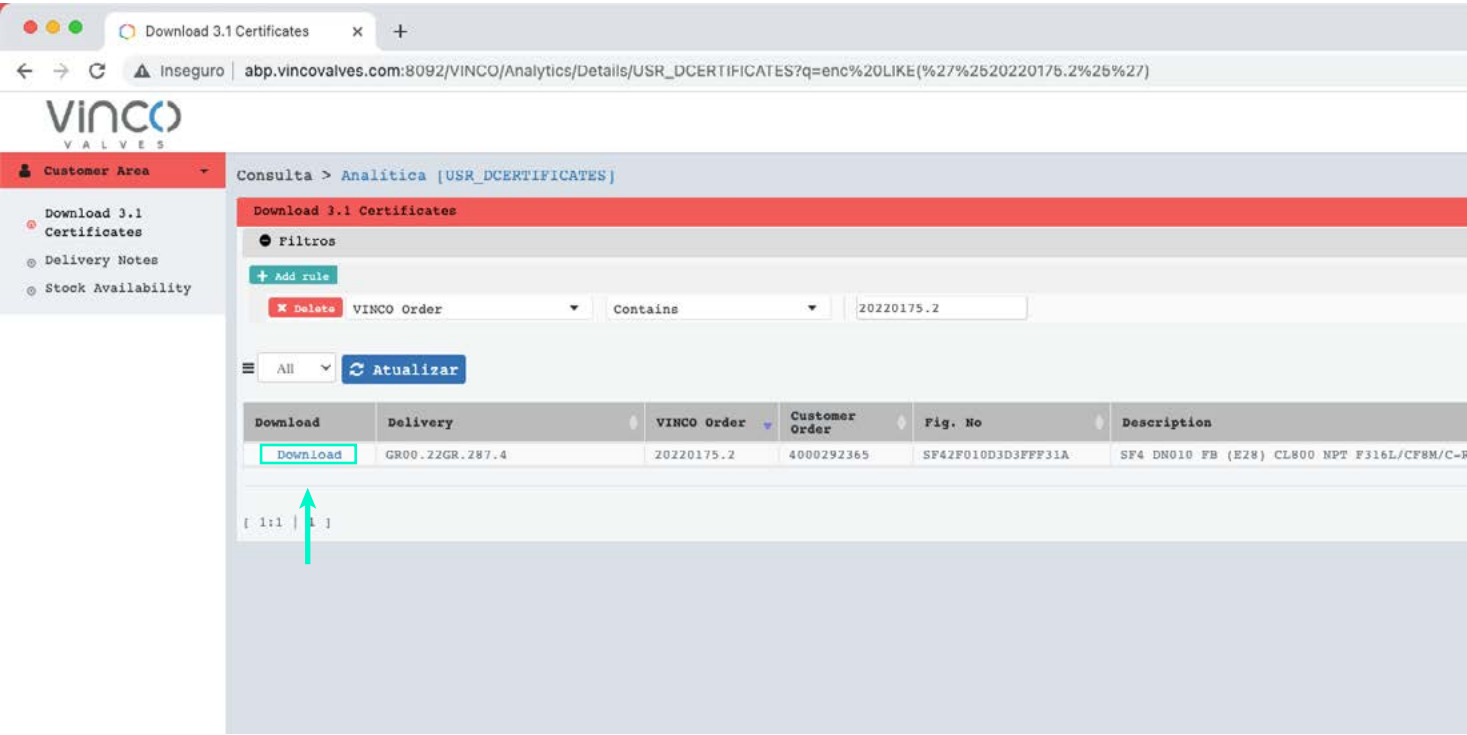 Download 3.1 Certificates
Inseguro abp.vincovalves.com:8092/VINCO/Analytics/Details/USR_DCERTIFICATES?q=enc%20LIKE(%27%2520220175.2%25%27)
VINCO
VALVES
Customer Area
Download 3.1
Certificates
Delivery Notes
Stock Availability
Consulta > Analítica [USR_DCERTIFICATES]
Download 3.1 Certificates
Filtros
+ Add rule
Delete VINCO Order Contains 20220175.2
All Atualizar
Download Delivery VINCO Order Customer Order Fig. No Description
Download GR00.22GR.287.4 20220175.2 4000292365 SF42F010D3D3FFF31A SF4 DN010 FB (E28) CL800 NPT F316L/CF8M/C-
[ 1:1 | 1 ]